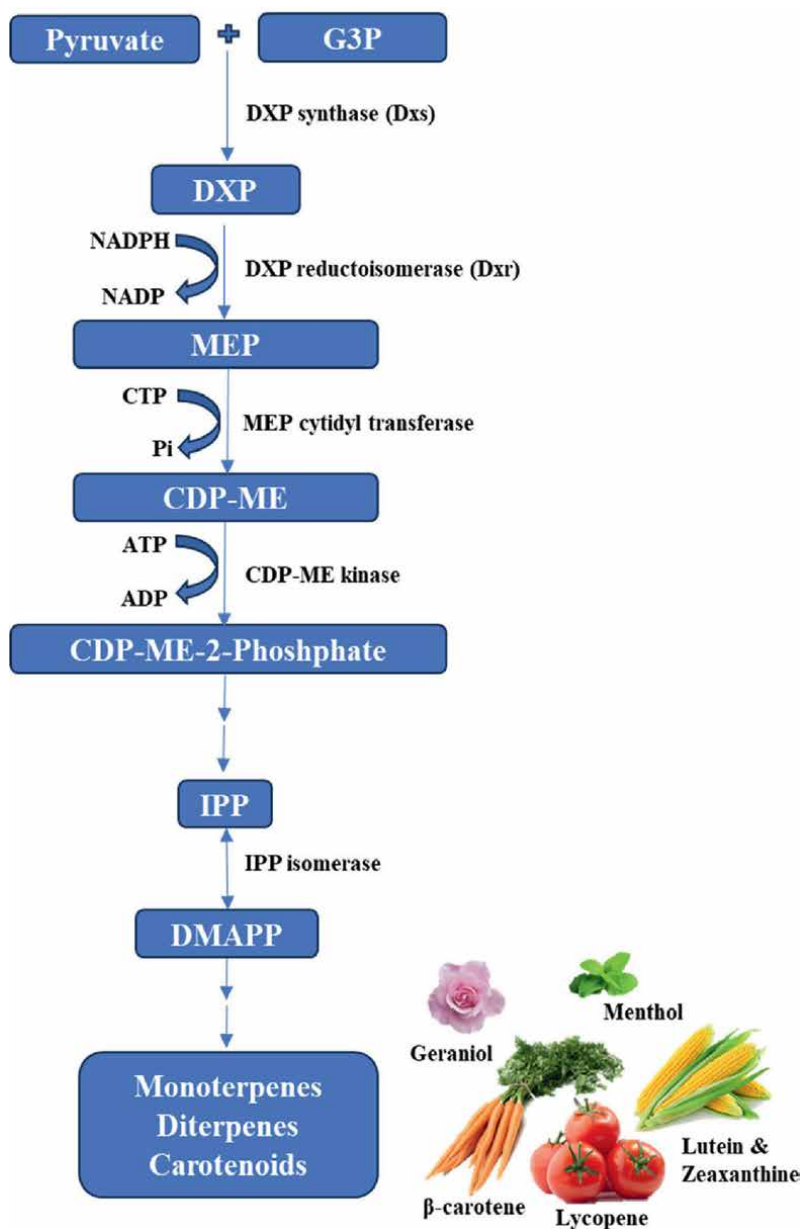 Pyruvate + G3P
DXP synthase (Dxs)
DXP
NADPH
DXP reductoisomerase (Dxr)
NADP
MEP
CTP
MEP cytidyl transferase
Pi
CDP-ME
ATP
CDP-ME kinase
ADP
CDP-ME-2-Phoshphate
IPP
IPP isomerase
DMAPP
Monoterpenes
Diterpenes
Carotenoids
Menthol
Geraniol
Lutein &
Zeaxanthine
β-carotene
Lycopene